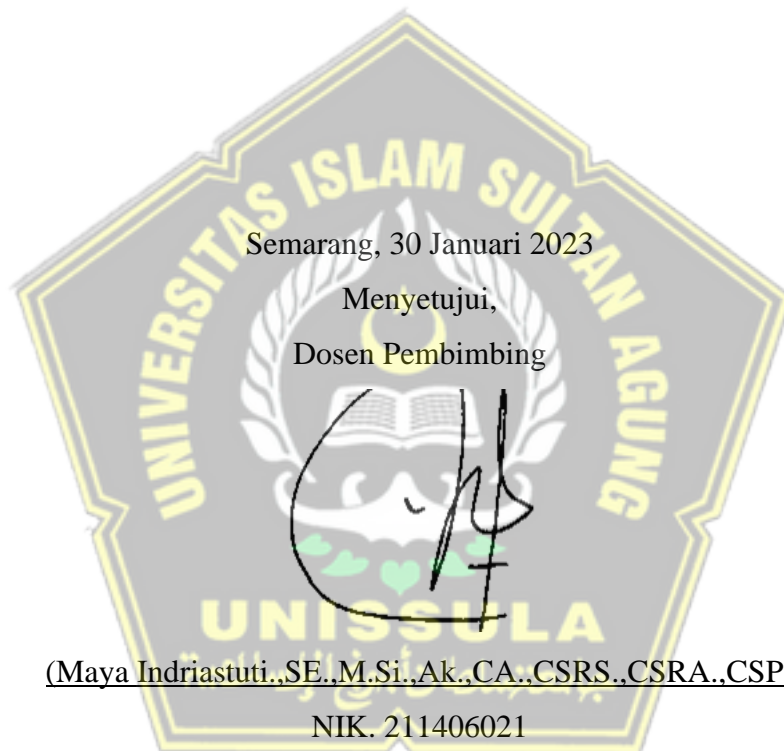 UNIVERSITAS ISLAM SULTAN AGUNG
Semarang, 30 Januari 2023
Menyetujui,
Dosen Pembimbing
UNISSULA
(Maya Indriastuti.,SE.,M.Si.,Ak.,CA.,CSRS.,CSRA.,CSP
NIK. 211406021